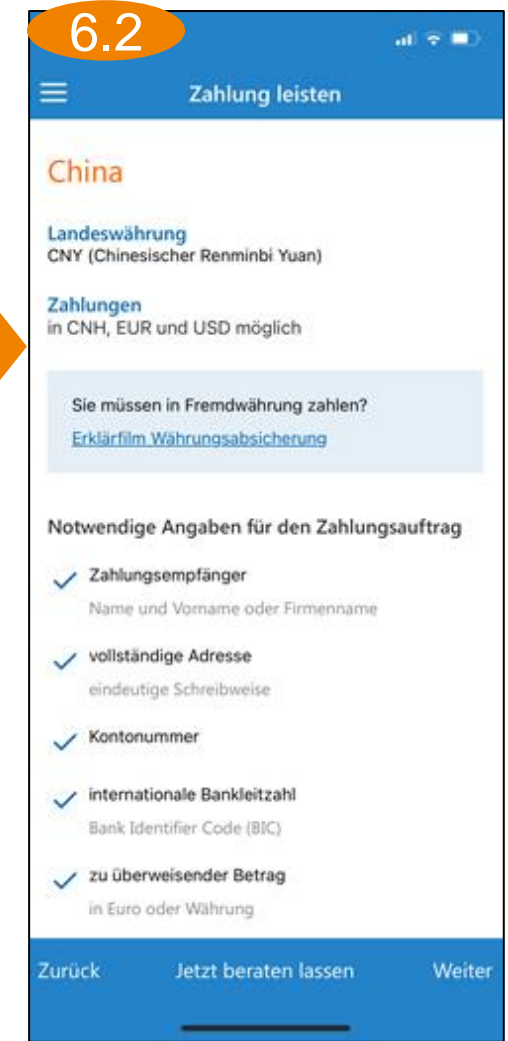 6.2
Zahlung leisten
China
Landeswährung
CNY (Chinesischer Renminbi Yuan)
Zahlungen
in CNH, EUR und USD möglich
Sie müssen in Fremdwährung zahlen?
Erklärfilm Währungsabsicherung
Notwendige Angaben für den Zahlungsauftrag
Zahlungsempfänger
Name und Vorname oder Firmenname
vollständige Adresse
eindeutige Schreibweise
Kontonummer
internationale Bankleitzahl
Bank Identifier Code (BIC)
zu überweisender Betrag
in Euro oder Währung
Zurück Jetzt beraten lassen Weiter